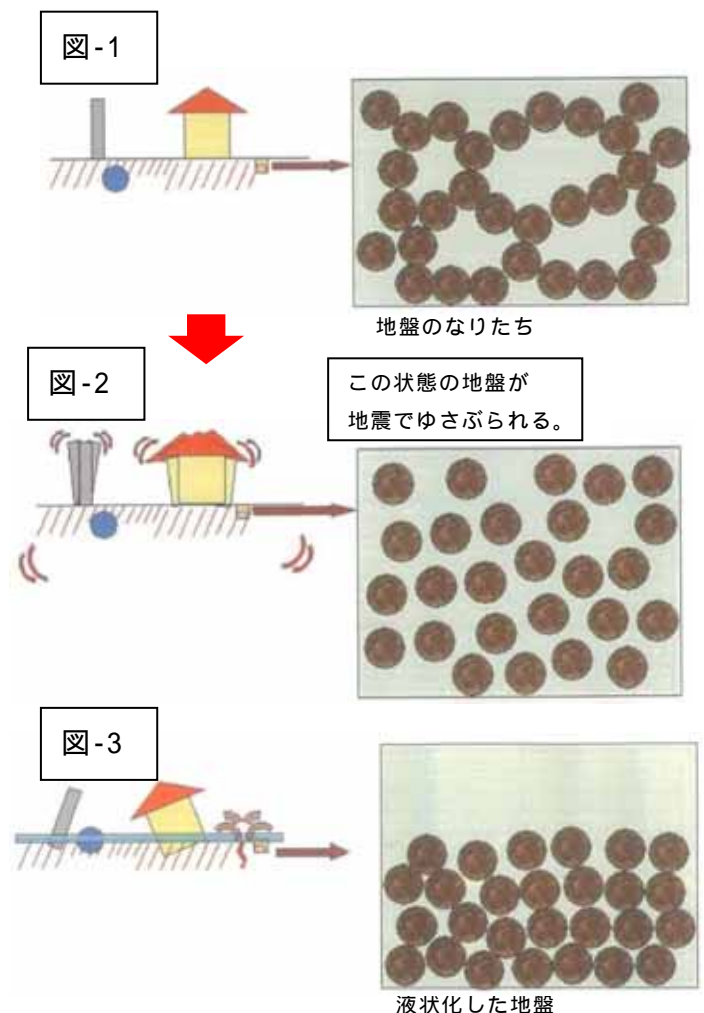 図-1
地盤のなりたち
図-2
この状態の地盤が
地震でゆさぶられる。
図-3
液状化した地盤